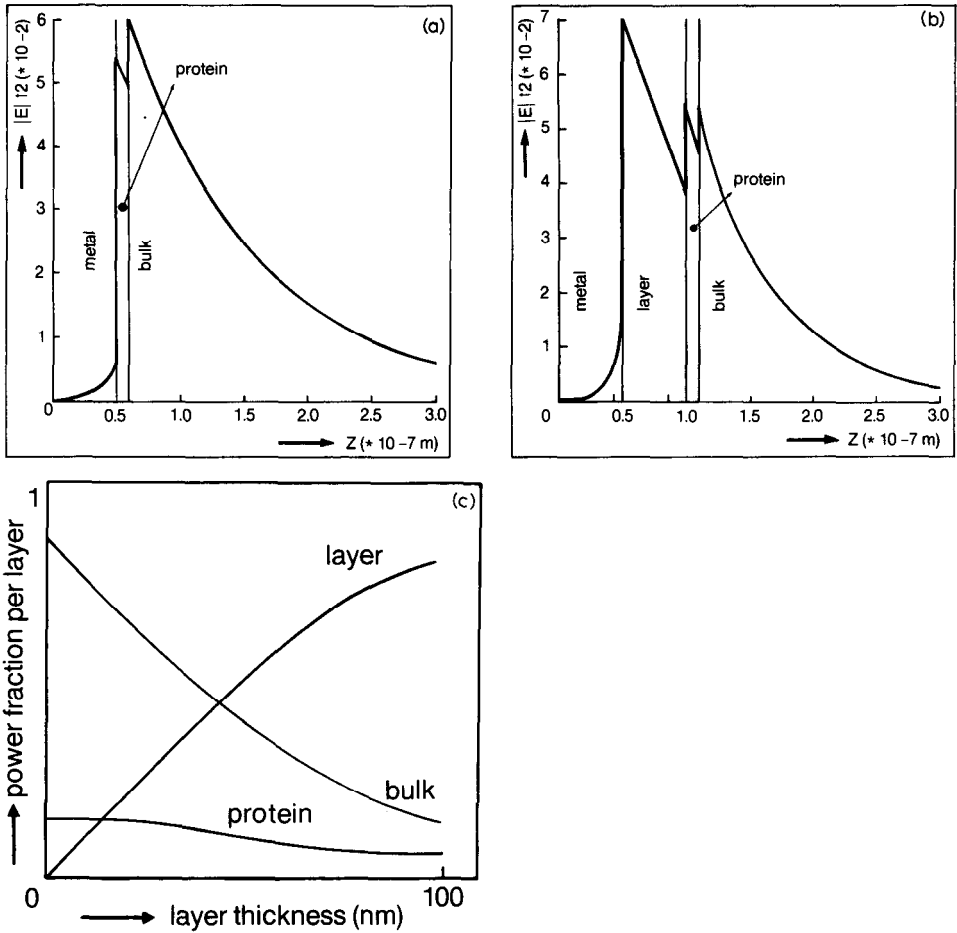 (a)
|E| ↑2 (* 10 -2)
6
5
4
3
2
1
0
protein
metal
bulk
0.5
1.0
1.5
2.0
2.5
3.0
Z (* 10 -7 m)
(b)
|E| ↑2 (* 10 -2)
7
6
5
4
3
2
1
0
protein
metal
layer
bulk
0.5
1.0
1.5
2.0
2.5
3.0
Z (* 10 -7 m)
(c)
power fraction per layer
1
layer
bulk
protein
0
100
layer thickness (nm)